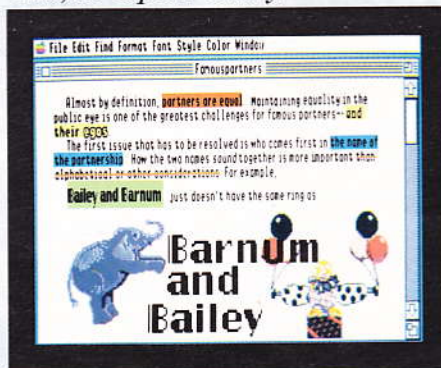 File Edit Find Format Font Style Color Window
Famouspartners
Almost by definition, partners are equal. Maintaining equality in the
public eye is one of the greatest challenges for famous partners--and
their egos
The first issue that has to be resolved is who comes first in the name of
the partnership. How the two names sound together is more important than
alphabetical or other considerations. For example,
Bailey and Barnum just doesn't have the same ring as
Barnum
and
Bailey